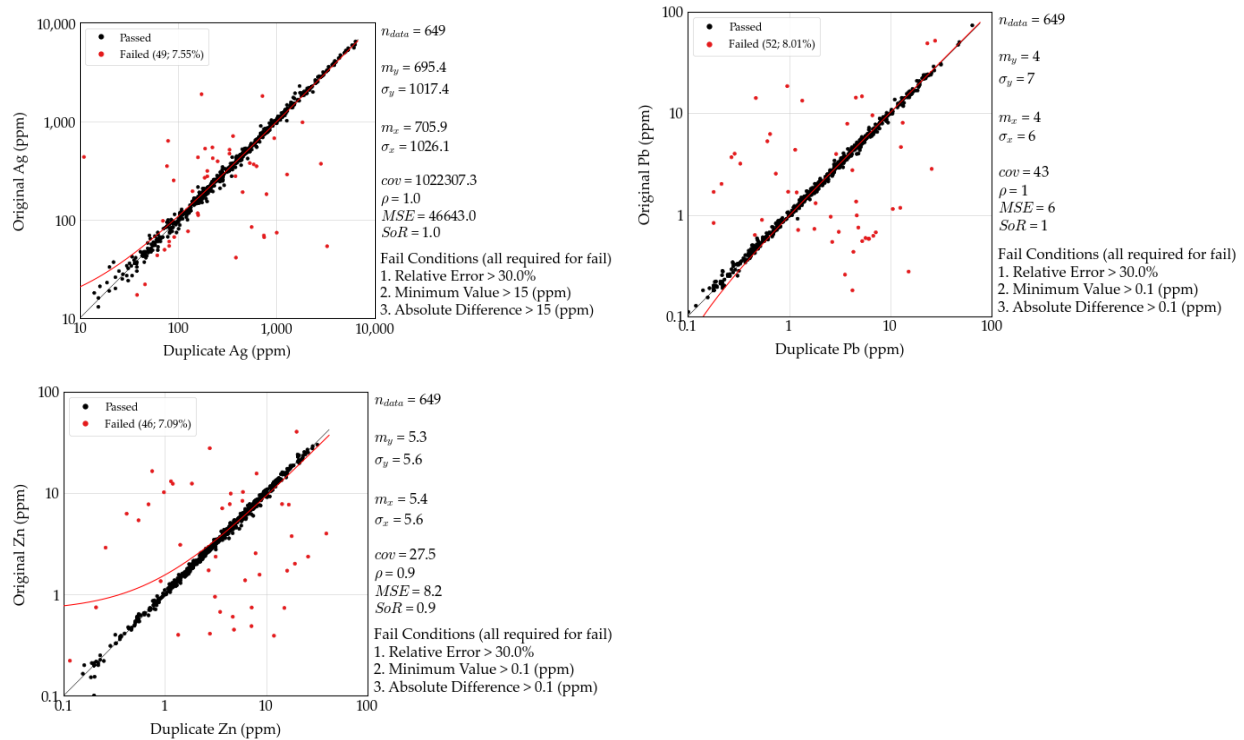 10,000
1,000
100
10
Original Ag (ppm)
Passed
Failed (49; 7.55%)
10
100
1,000
10,000
Duplicate Ag (ppm)
n_data = 649
m_y = 695.4
σ_y = 1017.4
m_x = 705.9
σ_x = 1026.1
cov = 1022307.3
ρ = 1.0
MSE = 46643.0
SoR = 1.0
Fail Conditions (all required for fail)
1. Relative Error > 30.0%
2. Minimum Value > 15 (ppm)
3. Absolute Difference > 15 (ppm)
100
10
1
0.1
Original Pb (ppm)
Passed
Failed (52; 8.01%)
0.1
1
10
100
Duplicate Pb (ppm)
n_data = 649
m_y = 4
σ_y = 7
m_x = 4
σ_x = 6
cov = 43
ρ = 1
MSE = 6
SoR = 1
Fail Conditions (all required for fail)
1. Relative Error > 30.0%
2. Minimum Value > 0.1 (ppm)
3. Absolute Difference > 0.1 (ppm)
100
10
1
0.1
Original Zn (ppm)
Passed
Failed (46; 7.09%)
0.1
1
10
100
Duplicate Zn (ppm)
n_data = 649
m_y = 5.3
σ_y = 5.6
m_x = 5.4
σ_x = 5.6
cov = 27.5
ρ = 0.9
MSE = 8.2
SoR = 0.9
Fail Conditions (all required for fail)
1. Relative Error > 30.0%
2. Minimum Value > 0.1 (ppm)
3. Absolute Difference > 0.1 (ppm)